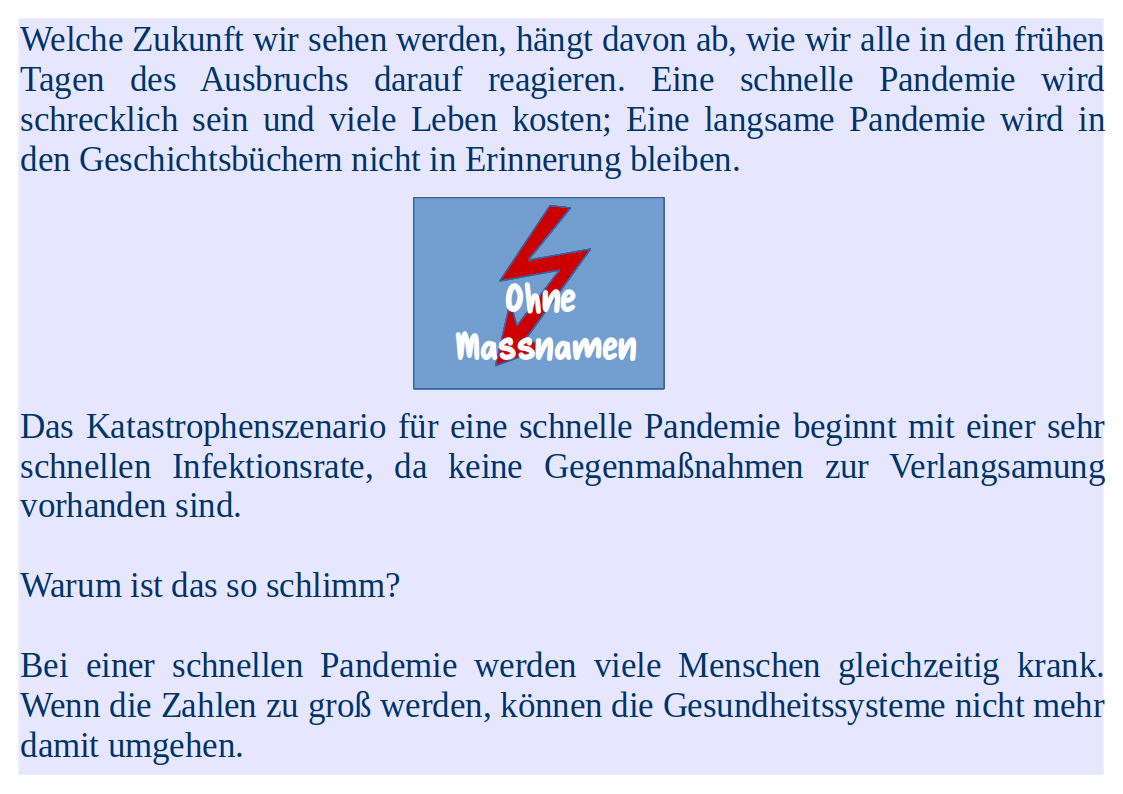 Welche Zukunft wir sehen werden, hängt davon ab, wie wir alle in den frühen
Tagen des Ausbruchs darauf reagieren. Eine schnelle Pandemie wird
schrecklich sein und viele Leben kosten; Eine langsame Pandemie wird in
den Geschichtsbüchern nicht in Erinnerung bleiben.
Ohne
Massnamen
Das Katastrophenszenario für eine schnelle Pandemie beginnt mit einer sehr
schnellen Infektionsrate, da keine Gegenmaßnahmen zur Verlangsamung
vorhanden sind.
Warum ist das so schlimm?
Bei einer schnellen Pandemie werden viele Menschen gleichzeitig krank.
Wenn die Zahlen zu groß werden, können die Gesundheitssysteme nicht mehr
damit umgehen.